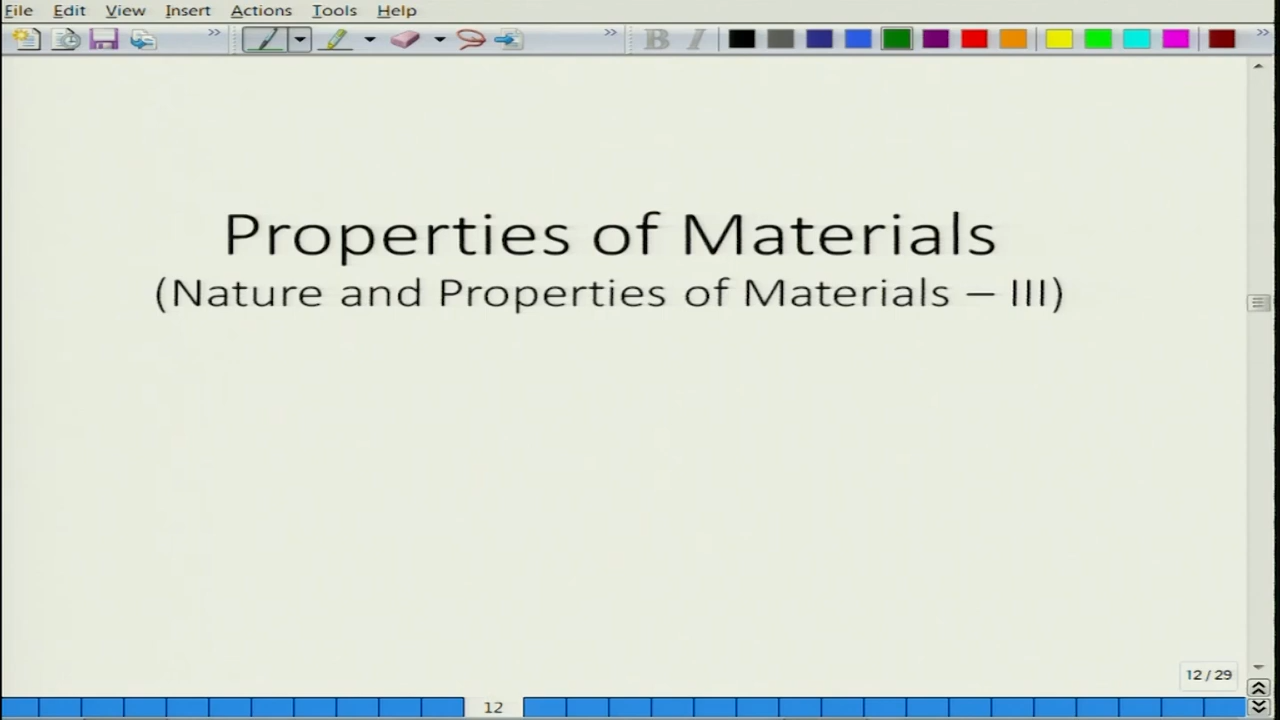 File Edit View Insert Actions Tools Help
B I
Properties of Materials
(Nature and Properties of Materials – III)
12 / 29
12